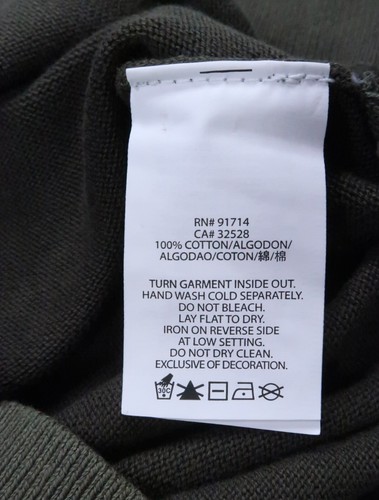 RN# 91714
CA# 32528
100% COTTON/ALGODON/
ALGODAO/COTON/綿/棉
TURN GARMENT INSIDE OUT.
HAND WASH COLD SEPARATELY.
DO NOT BLEACH.
LAY FLAT TO DRY.
IRON ON REVERSE SIDE
AT LOW SETTING.
DO NOT DRY CLEAN.
EXCLUSIVE OF DECORATION.
30C